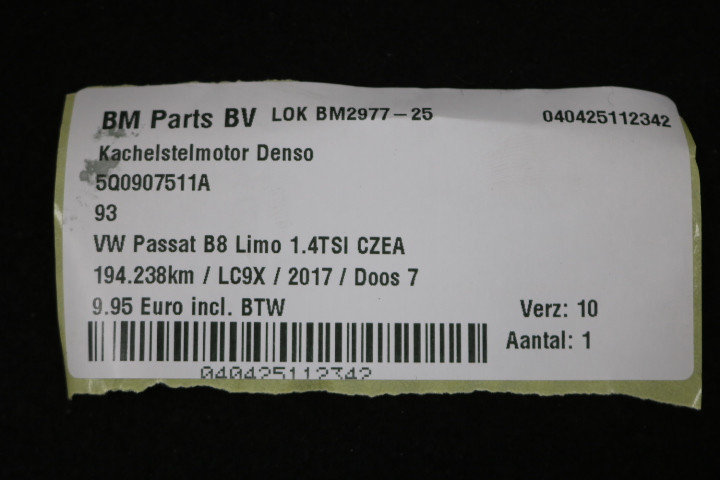 BM Parts BV LOK BM2977-25 040425112342
Kachelstelmotor Denso
5Q0907511A
93
VW Passat B8 Limo 1.4TSI CZEA
194.238km / LC9X / 2017 / Doos 7
9.95 Euro incl. BTW Verz: 10
Aantal: 1
040425112342